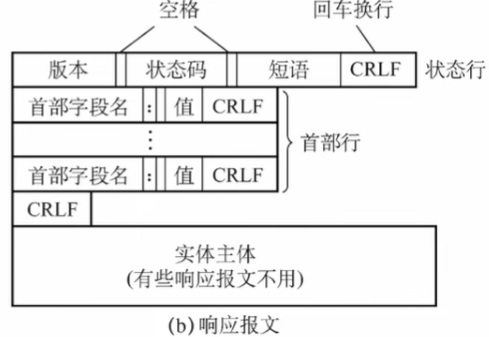 空格 回车换行
版本 状态码 短语 CRLF 状态行
首部字段名 : 值 CRLF
⋮ 首部行
首部字段名 : 值 CRLF
CRLF
实体主体
(有些响应报文不用)
(b) 响应报文